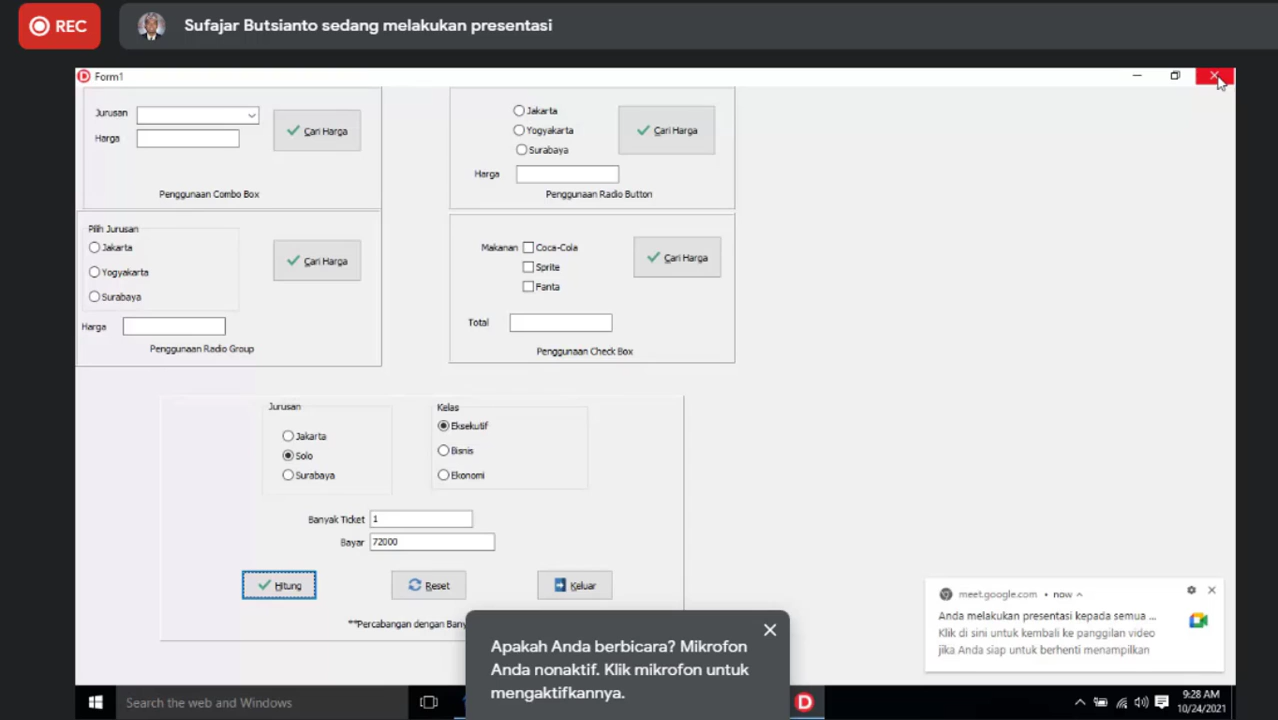 REC
Sufajar Butsianto sedang melakukan presentasi
Form1
Jurusan
Harga
Cari Harga
Penggunaan Combo Box
Jakarta
Yogyakarta
Surabaya
Cari Harga
Harga
Penggunaan Radio Button
Pilih Jurusan
Jakarta
Yogyakarta
Surabaya
Cari Harga
Harga
Penggunaan Radio Group
Makanan
Coca-Cola
Sprite
Fanta
Cari Harga
Total
Penggunaan Check Box
Jurusan
Jakarta
Solo
Surabaya
Kelas
Eksekutif
Bisnis
Ekonomi
Banyak Ticket 1
Bayar 72000
Hitung
Reset
Keluar
**Percabangan dengan Bany
meet.google.com • now
Anda melakukan presentasi kepada semua ...
Klik di sini untuk kembali ke panggilan video
jika Anda siap untuk berhenti menampilkan
Apakah Anda berbicara? Mikrofon
Anda nonaktif. Klik mikrofon untuk
mengaktifkannya.
Search the web and Windows
9:28 AM
10/24/2021